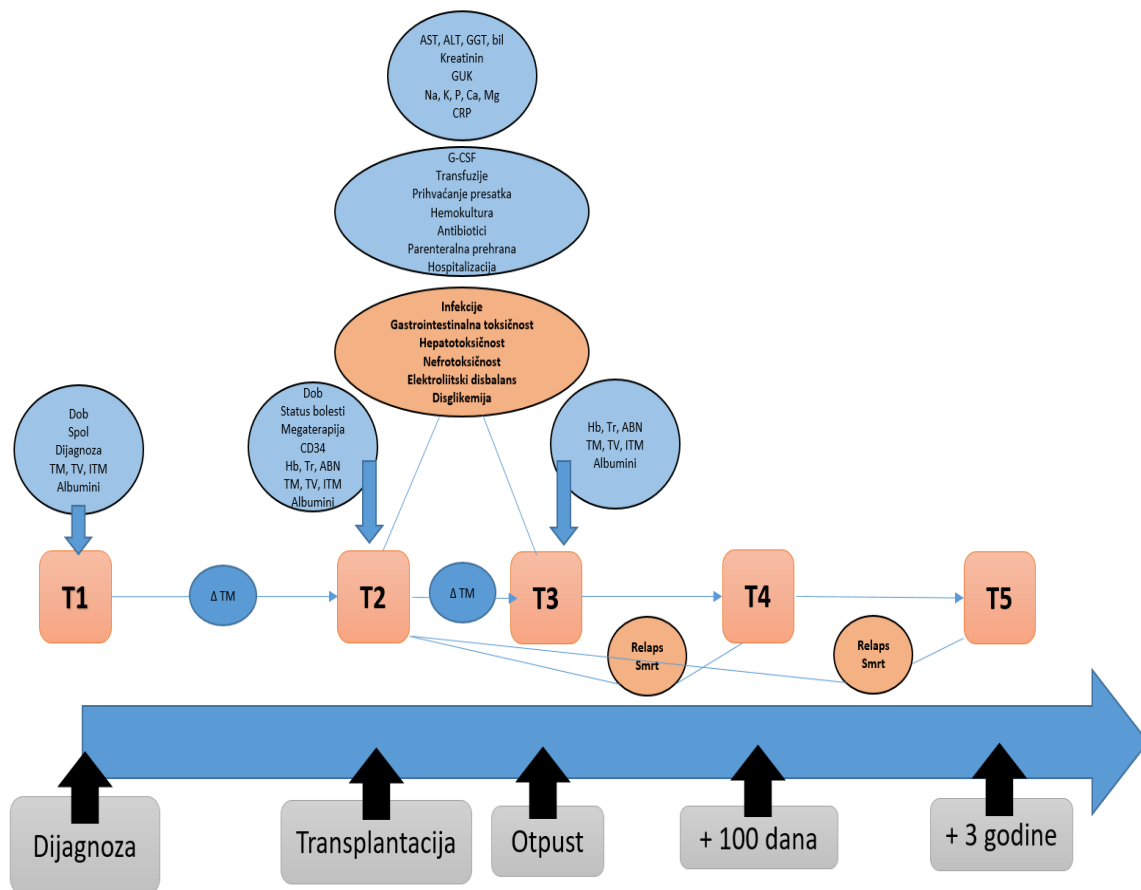 AST, ALT, GGT, bil
Kreatinin
GUK
Na, K, P, Ca, Mg
CRP
G-CSF
Transfuzije
Prihvaćanje presatka
Hemokultura
Antibiotici
Parenteralna prehrana
Hospitalizacija
Infekcije
Gastrointestinalna toksičnost
Hepatotoksičnost
Nefrotoksičnost
Elektroliitski disbalans
Disglikemija
Dob
Spol
Dijagnoza
TM, TV, ITM
Albumini
Dob
Status bolesti
Megaterapija
CD34
Hb, Tr, ABN
TM, TV, ITM
Albumini
Hb, Tr, ABN
TM, TV, ITM
Albumini
T1
Δ TM
T2
Δ TM
T3
T4
T5
Relaps
Smrt
Relaps
Smrt
Dijagnoza
Transplantacija
Otpust
+ 100 dana
+ 3 godine